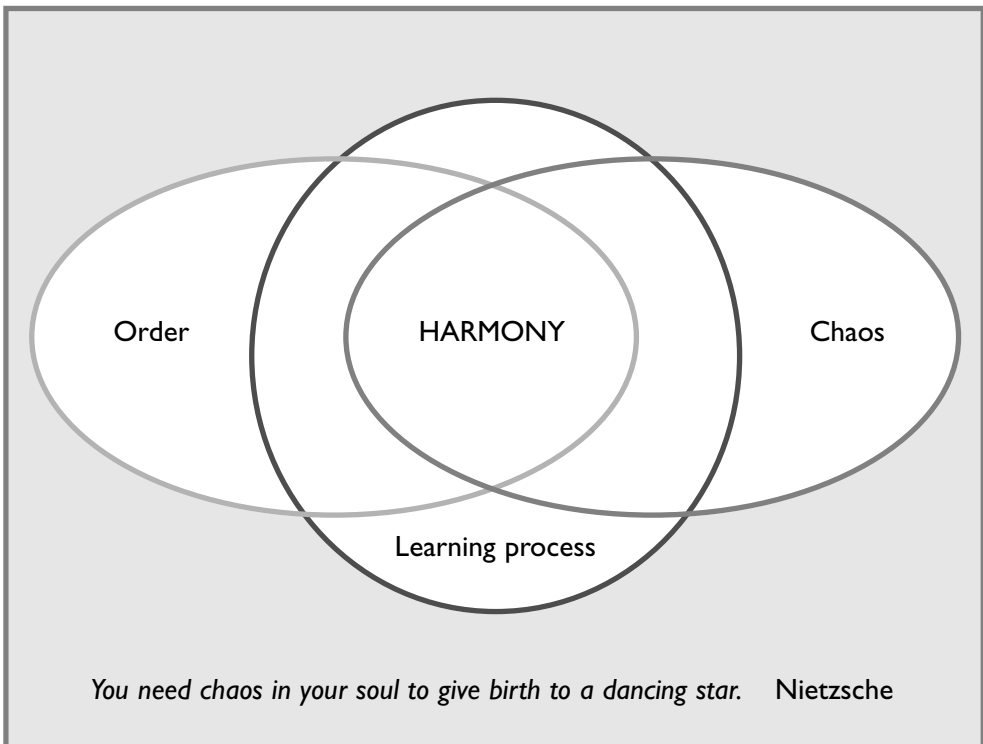 Order
HARMONY
Chaos
Learning process
You need chaos in your soul to give birth to a dancing star. Nietzsche